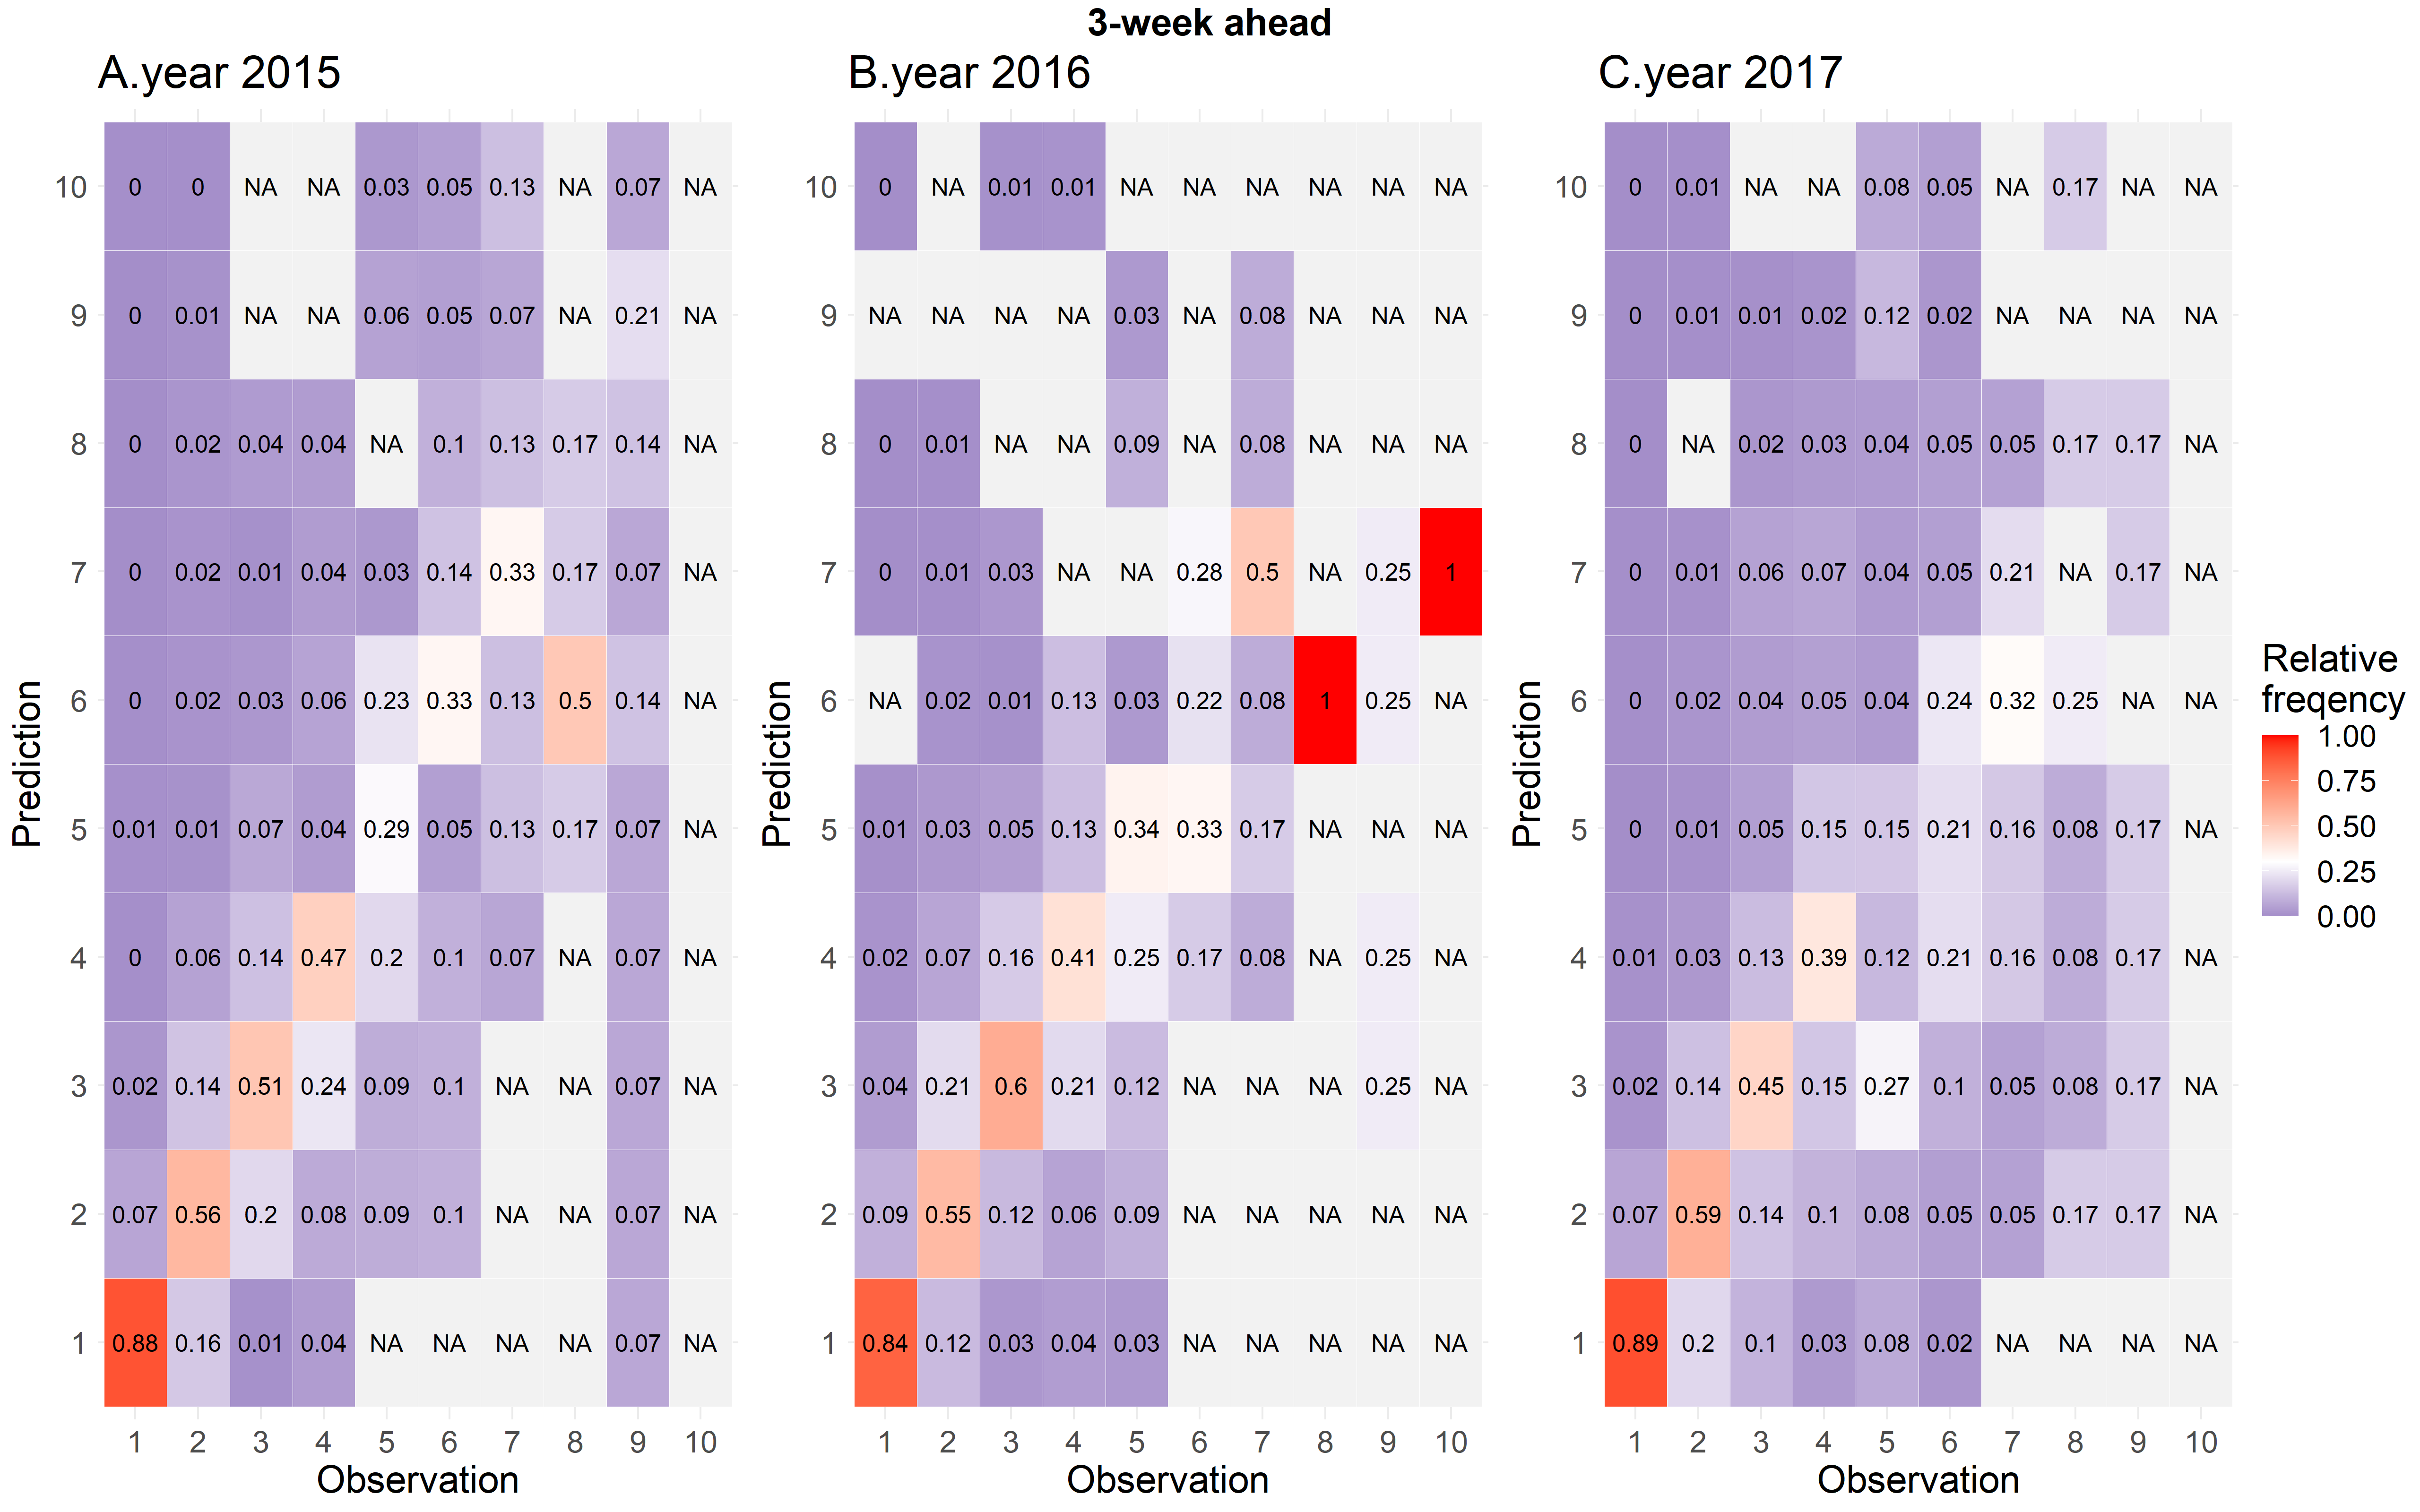 3-week ahead
A.year 2015
B.year 2016
C.year 2017
10 0 0 NA NA 0.03 0.05 0.13 NA 0.07 NA
9 0 0.01 NA NA 0.06 0.05 0.07 NA 0.21 NA
8 0 0.02 0.04 0.04 NA 0.1 0.13 0.17 0.14 NA
7 0 0.02 0.01 0.04 0.03 0.14 0.33 0.17 0.07 NA
6 0 0.02 0.03 0.06 0.23 0.33 0.13 0.5 0.14 NA
5 0.01 0.01 0.07 0.04 0.29 0.05 0.13 0.17 0.07 NA
4 0 0.06 0.14 0.47 0.2 0.1 0.07 NA 0.07 NA
3 0.02 0.14 0.51 0.24 0.09 0.1 NA NA 0.07 NA
2 0.07 0.56 0.2 0.08 0.09 0.1 NA NA 0.07 NA
1 0.88 0.16 0.01 0.04 NA NA NA NA 0.07 NA
1 2 3 4 5 6 7 8 9 10
Observation
Prediction
10 0 NA 0.01 0.01 NA NA NA NA NA NA
9 NA NA NA NA 0.03 NA 0.08 NA NA NA
8 0 0.01 NA NA 0.09 NA 0.08 NA NA NA
7 0 0.01 0.03 NA NA 0.28 0.5 NA 0.25 1
6 NA 0.02 0.01 0.13 0.03 0.22 0.08 1 0.25 NA
5 0.01 0.03 0.05 0.13 0.34 0.33 0.17 NA NA NA
4 0.02 0.07 0.16 0.41 0.25 0.17 0.08 NA 0.25 NA
3 0.04 0.21 0.6 0.21 0.12 NA NA NA 0.25 NA
2 0.09 0.55 0.12 0.06 0.09 NA NA NA NA NA
1 0.84 0.12 0.03 0.04 0.03 NA NA NA NA NA
1 2 3 4 5 6 7 8 9 10
Observation
Prediction
10 0 0.01 NA NA 0.08 0.05 NA 0.17 NA NA
9 0 0.01 0.01 0.02 0.12 0.02 NA NA NA NA
8 0 NA 0.02 0.03 0.04 0.05 0.05 0.17 0.17 NA
7 0 0.01 0.06 0.07 0.04 0.05 0.21 NA 0.17 NA
6 0 0.02 0.04 0.05 0.04 0.24 0.32 0.25 NA NA
5 0 0.01 0.05 0.15 0.15 0.21 0.16 0.08 0.17 NA
4 0.01 0.03 0.13 0.39 0.12 0.21 0.16 0.08 0.17 NA
3 0.02 0.14 0.45 0.15 0.27 0.1 0.05 0.08 0.17 NA
2 0.07 0.59 0.14 0.1 0.08 0.05 0.05 0.17 0.17 NA
1 0.89 0.2 0.1 0.03 0.08 0.02 NA NA NA NA
1 2 3 4 5 6 7 8 9 10
Observation
Prediction
Relative
freqency
1.00
0.75
0.50
0.25
0.00